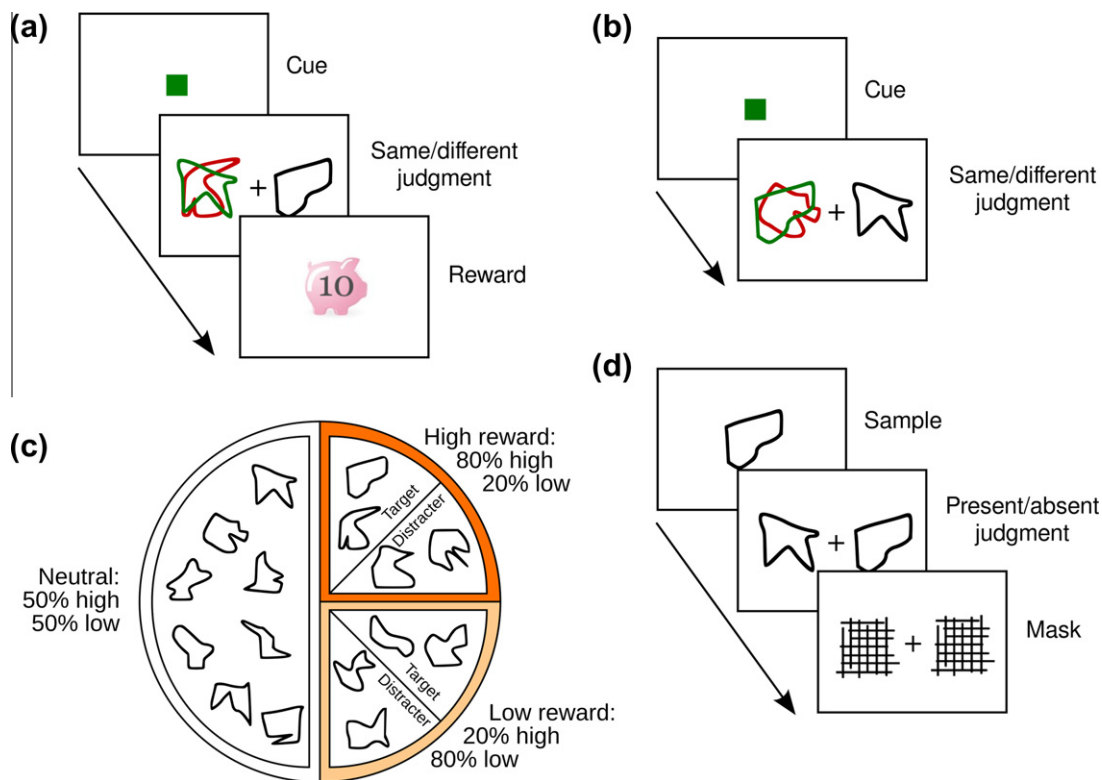 (a)
Cue
Same/different
judgment
+
10
Reward
(b)
Cue
Same/different
judgment
+
(c)
High reward:
80% high
20% low
Target
Distracter
Neutral:
50% high
50% low
Target
Distracter
Low reward:
20% high
80% low
(d)
Sample
Present/absent
judgment
+
Mask
+